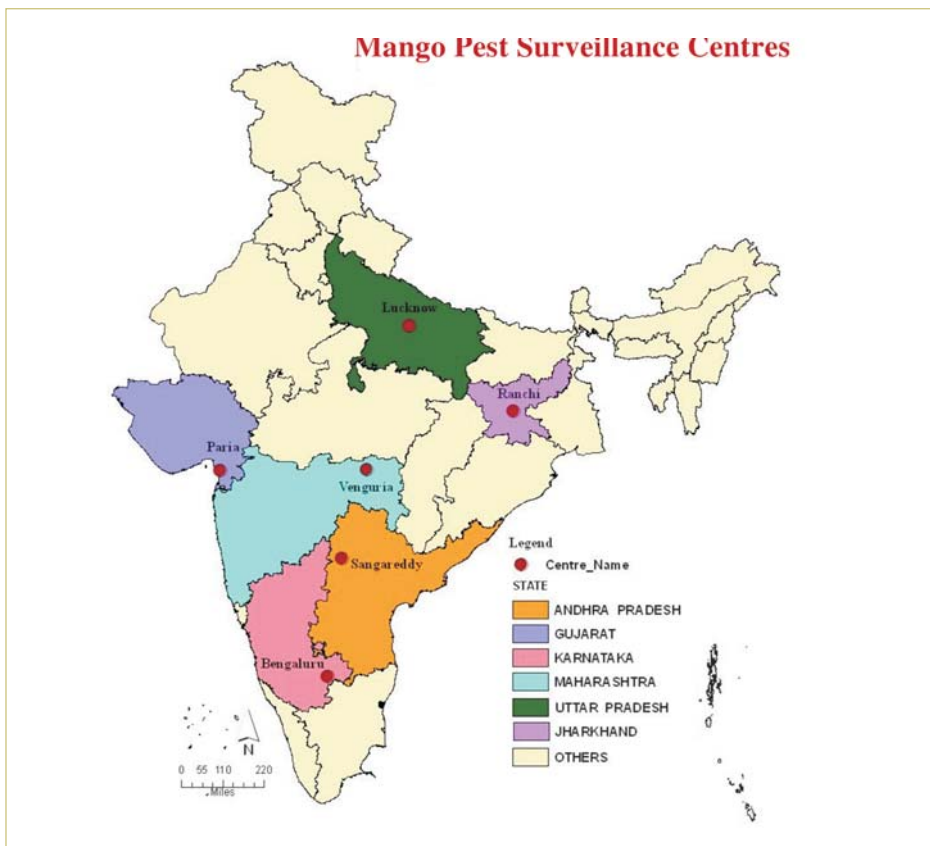 Mango Pest Surveillance Centres
Lucknow
Ranchi
Paria
Venguria
Sangareddy
Bengaluru
Legend
Centre_Name
STATE
ANDHRA PRADESH
GUJARAT
KARNATAKA
MAHARASHTRA
UTTAR PRADESH
JHARKHAND
OTHERS
N
0 55 110 220
Miles